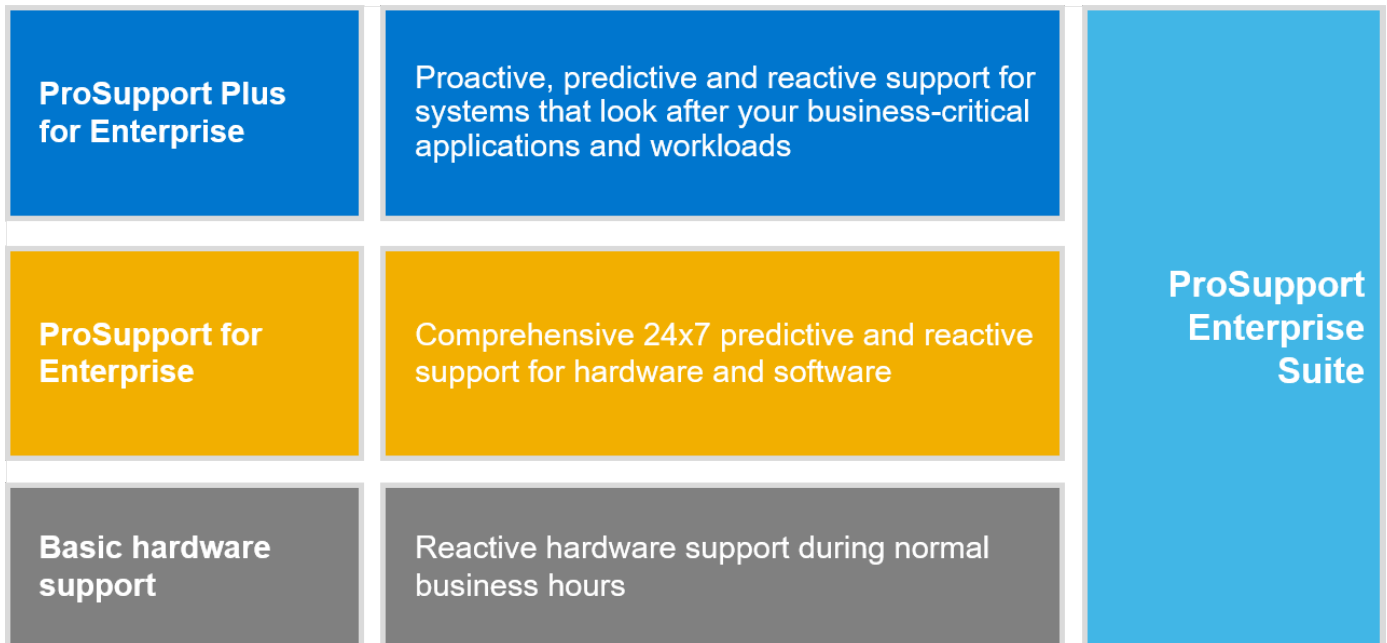 ProSupport Plus
for Enterprise
Proactive, predictive and reactive support for
systems that look after your business-critical
applications and workloads
ProSupport for
Enterprise
Comprehensive 24x7 predictive and reactive
support for hardware and software
Basic hardware
support
Reactive hardware support during normal
business hours
ProSupport
Enterprise
Suite